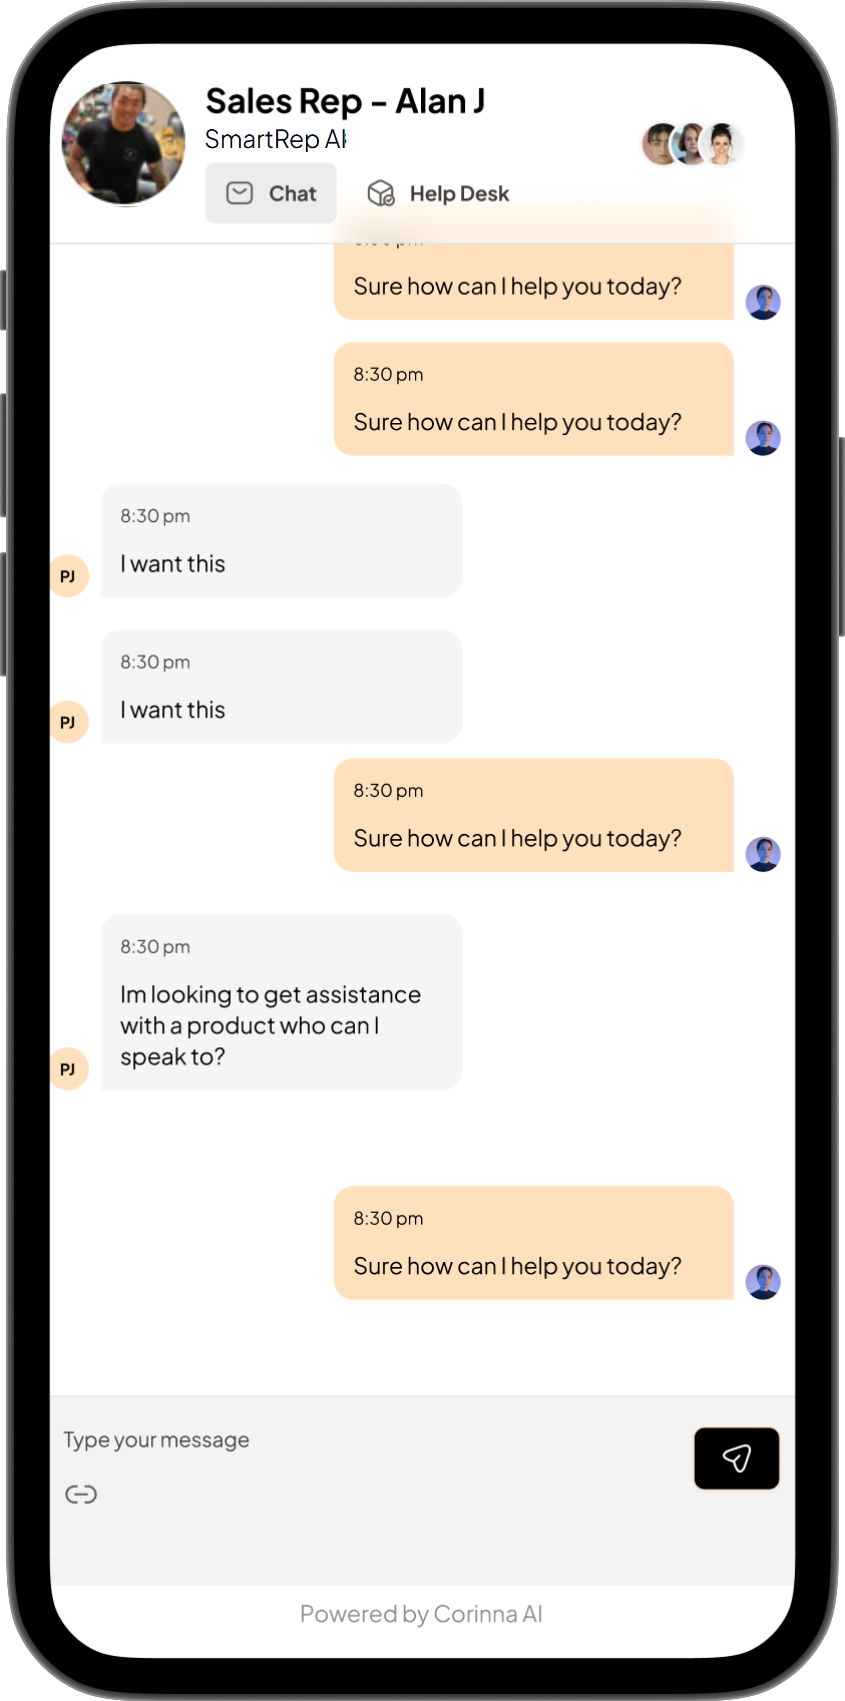 Sales Rep – Alan J
SmartRep
Chat
Help Desk
Sure how can I help you today?
8:30 pm
Sure how can I help you today?
8:30 pm
I want this
PJ
8:30 pm
I want this
PJ
8:30 pm
Sure how can I help you today?
8:30 pm
Im looking to get assistance
with a product who can I
speak to?
PJ
8:30 pm
Sure how can I help you today?
Type your message
Powered by Corinna AI